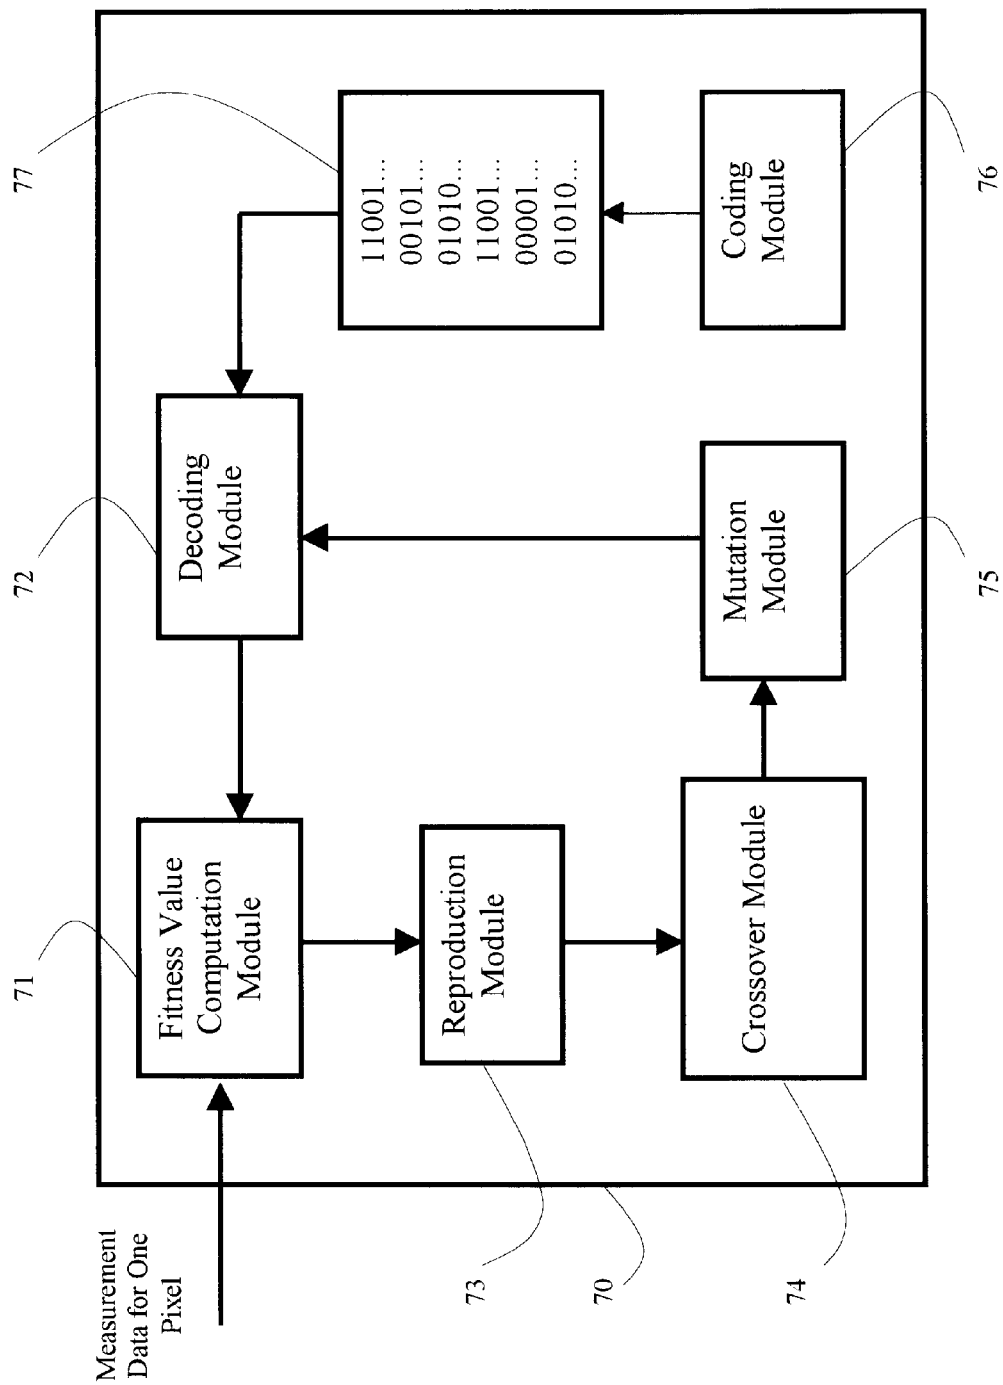 71
72
77
Measurement
Data for One
Pixel
Fitness Value
Computation
Module
Decoding
Module
11001...
00101...
01010...
11001...
00001...
01010...
Reproduction
Module
Crossover Module
Mutation
Module
Coding
Module
73
70
74
75
76